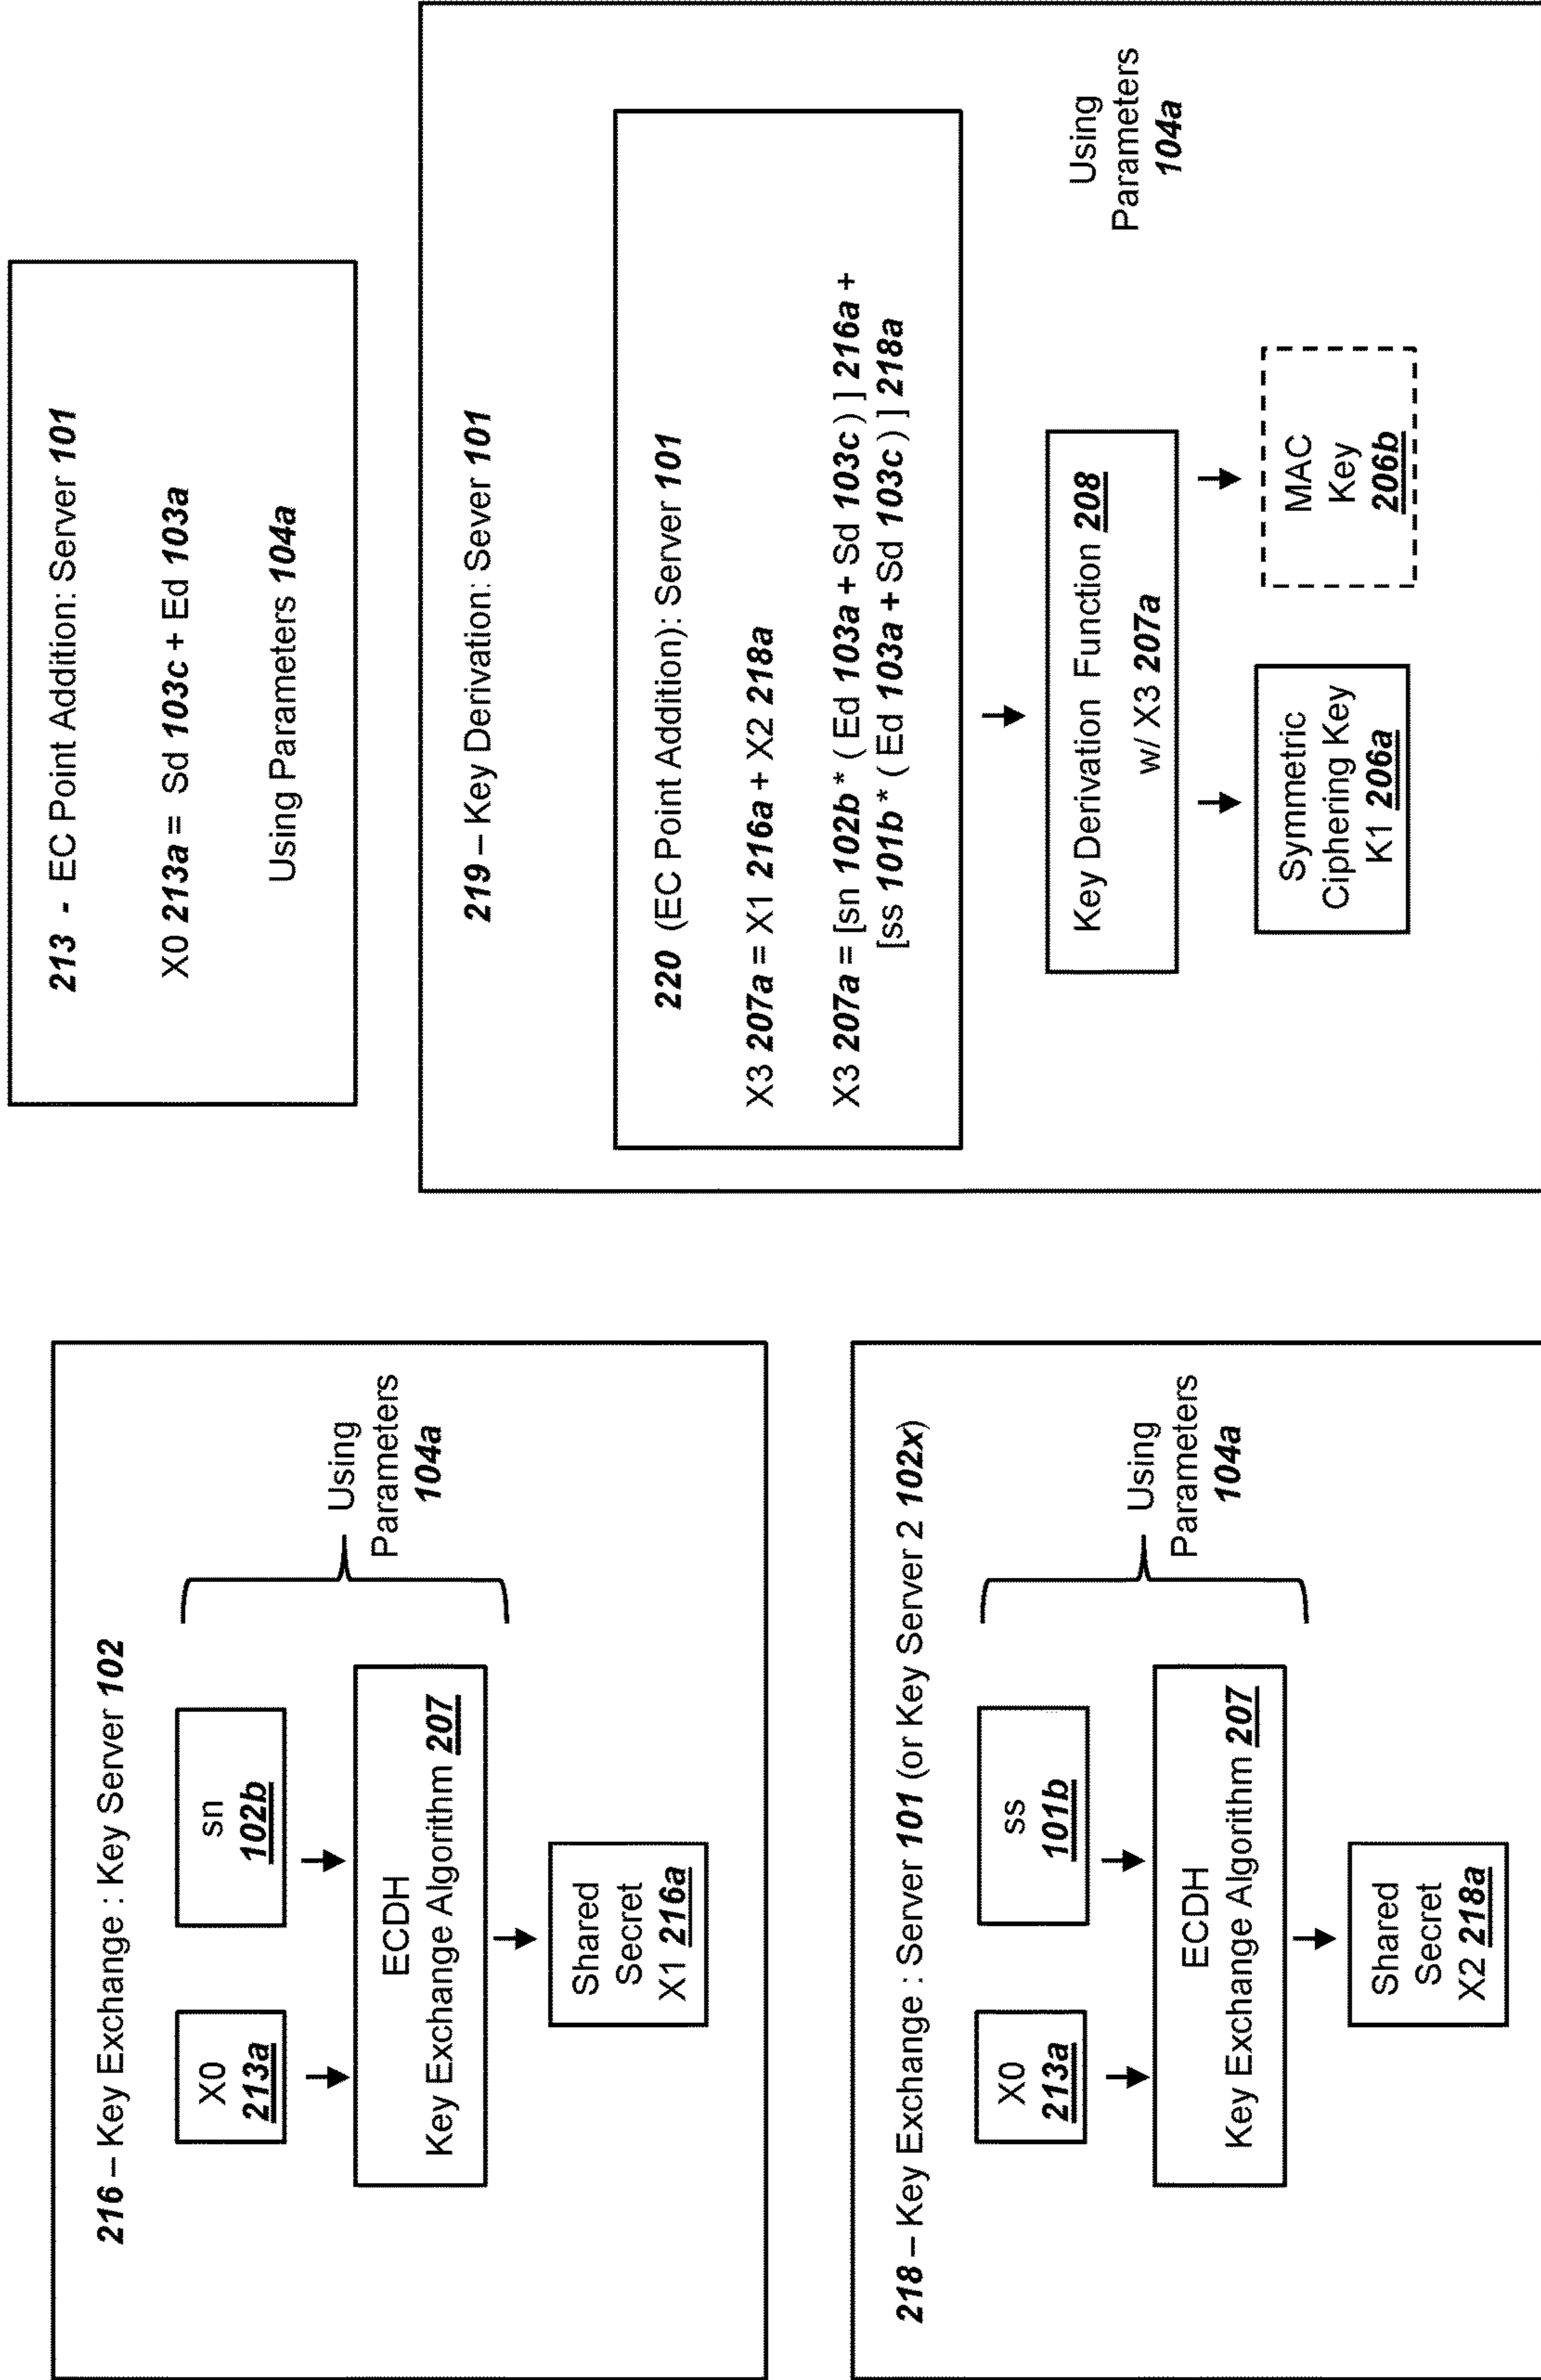 216 – Key Exchange : Key Server 102
X0
213a
sn
102b
ECDH
Key Exchange Algorithm 207
Shared
Secret
X1 216a
Using
Parameters
104a
218 – Key Exchange : Server 101 (or Key Server 2 102x)
X0
213a
ss
101b
ECDH
Key Exchange Algorithm 207
Shared
Secret
X2 218a
Using
Parameters
104a
213 - EC Point Addition: Server 101
X0 213a = Sd 103c + Ed 103a
Using Parameters 104a
219 – Key Derivation: Sever 101
220 (EC Point Addition): Server 101
X3 207a = X1 216a + X2 218a
X3 207a = [sn 102b * ( Ed 103a + Sd 103c ) ] 216a +
[ss 101b * ( Ed 103a + Sd 103c ) ] 218a
Key Derivation Function 208
w/ X3 207a
Symmetric
Ciphering Key
K1 206a
MAC
Key
206b
Using
Parameters
104a